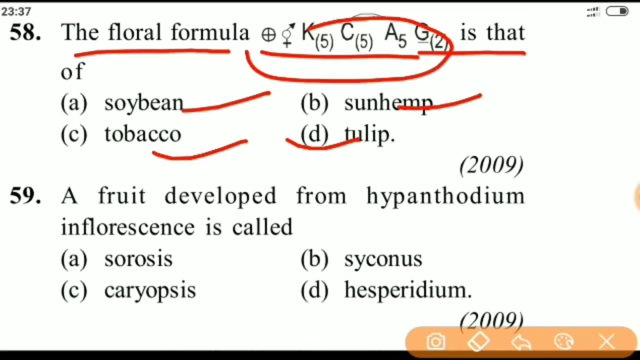 23:37
58. The floral formula ⊕ ⚥ K(5) C(5) A5 G(2) is that
of
(a) soybean (b) sunhemp
(c) tobacco (d) tulip.
(2009)
59. A fruit developed from hypanthodium
inflorescence is called
(a) sorosis (b) syconus
(c) caryopsis (d) hesperidium.
(2009)